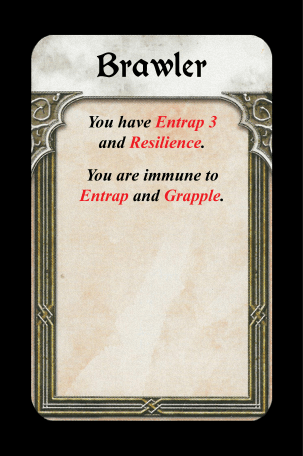 Brawler
You have Entrap 3
and Resilience.
You are immune to
Entrap and Grapple.